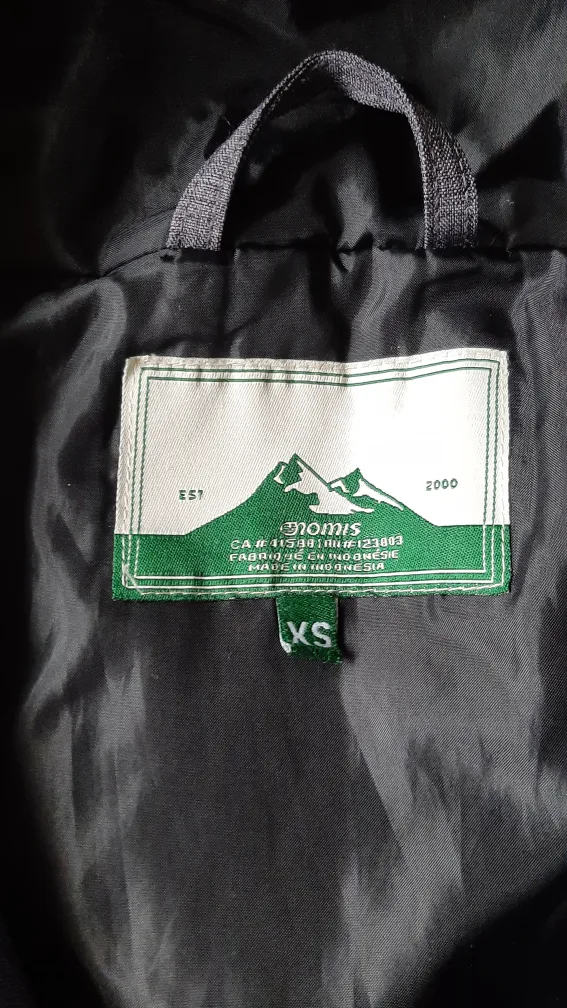 EST
2000
nomis
CA#41588|RN#123803
FABRIQUÉ EN INDONÉSIE
MADE IN INDONESIA
XS